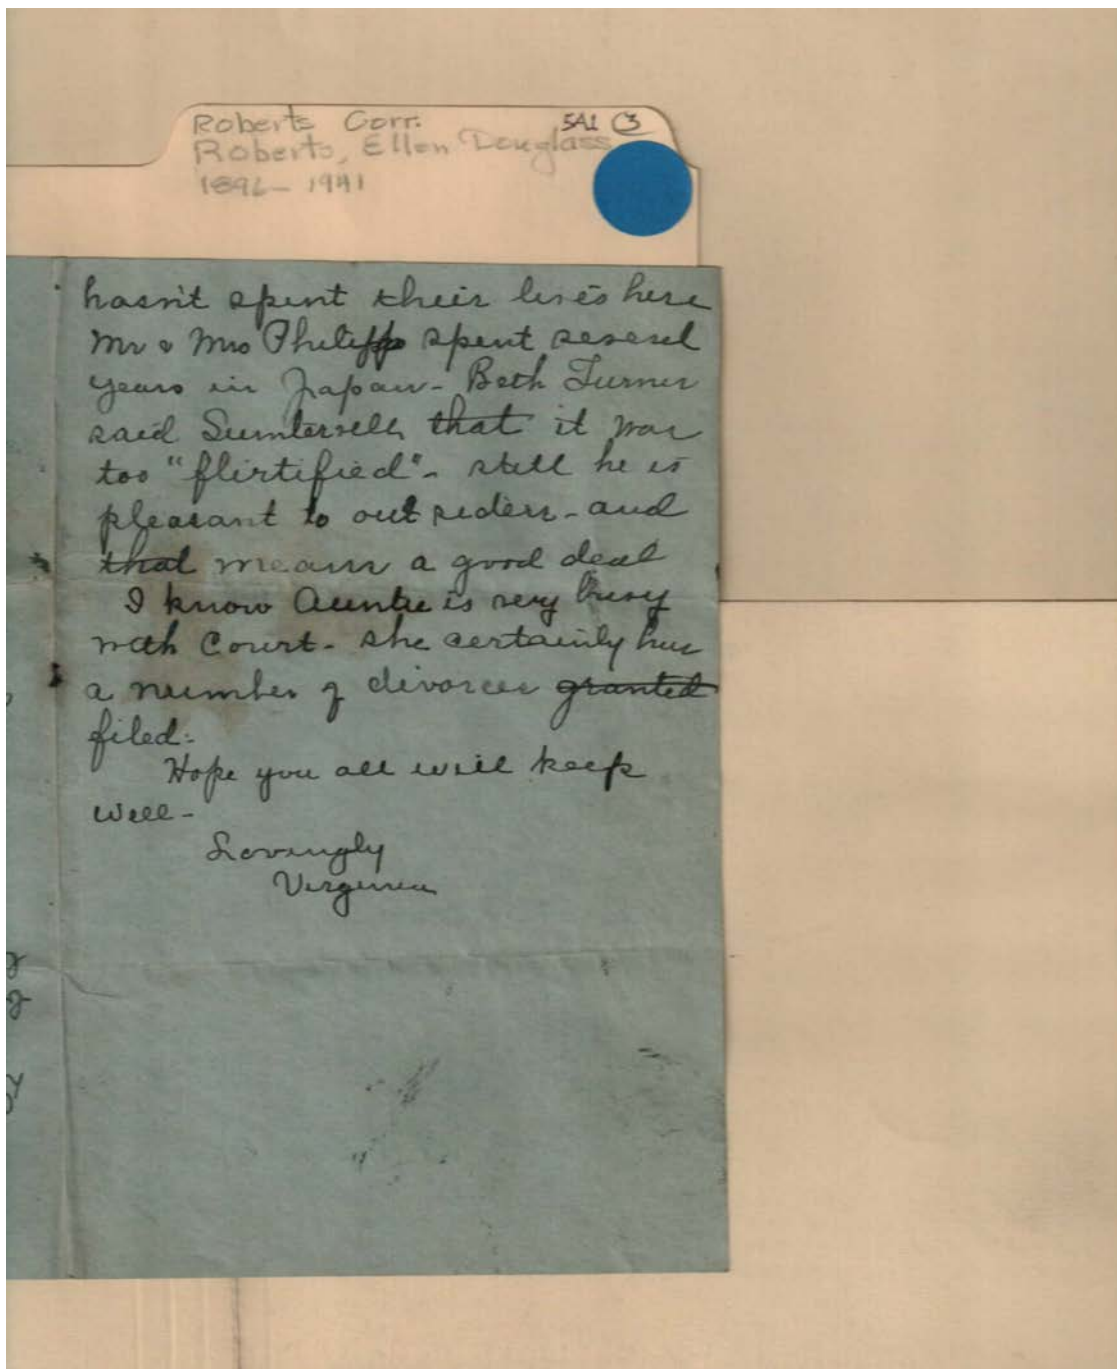 Roberts Corr. 5A1 3
Roberts, Ellen Douglass
1896-1941
hasn't spent their lives here
Mr & Mrs Philipps spent several
years in Japan - Beth Turner
said that it was
too "flirtified" - still he is
pleasant to out siders - and
that means a good deal
I know Auntie is very busy
with Court - she certainly has
a number of divorces granted
filed.
Hope you all will keep
well -
Lovingly
Virginia